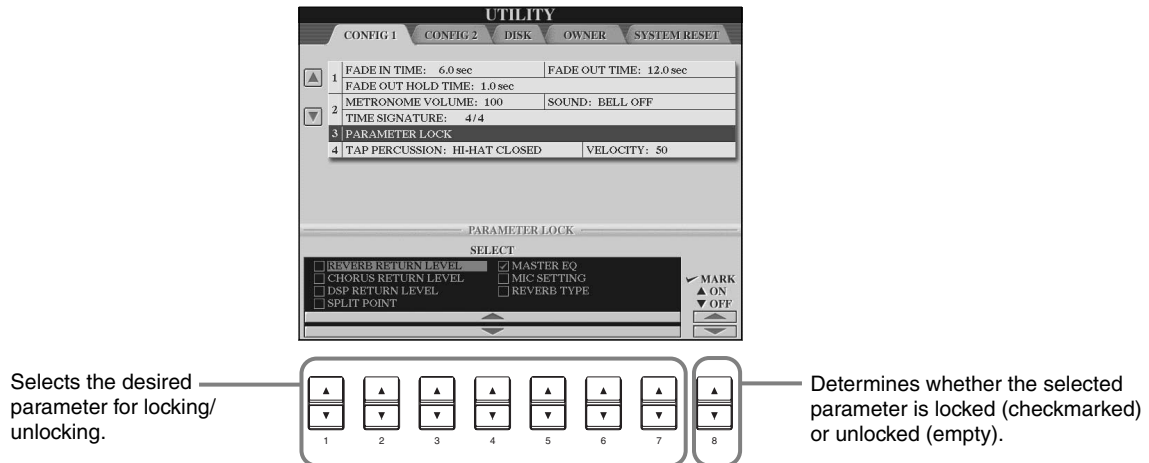 UTILITY
CONFIG 1 CONFIG 2 DISK OWNER SYSTEM RESET
1 FADE IN TIME: 6.0 sec FADE OUT TIME: 12.0 sec
FADE OUT HOLD TIME: 1.0 sec
2 METRONOME VOLUME: 100 SOUND: BELL OFF
TIME SIGNATURE: 4/4
3 PARAMETER LOCK
4 TAP PERCUSSION: HI-HAT CLOSED VELOCITY: 50
PARAMETER LOCK
SELECT
REVERB RETURN LEVEL MASTER EQ
CHORUS RETURN LEVEL MIC SETTING
DSP RETURN LEVEL REVERB TYPE
SPLIT POINT
MARK
▲ ON
▼ OFF
Selects the desired
parameter for locking/
unlocking.
1 2 3 4 5 6 7 8
Determines whether the selected
parameter is locked (checkmarked)
or unlocked (empty).